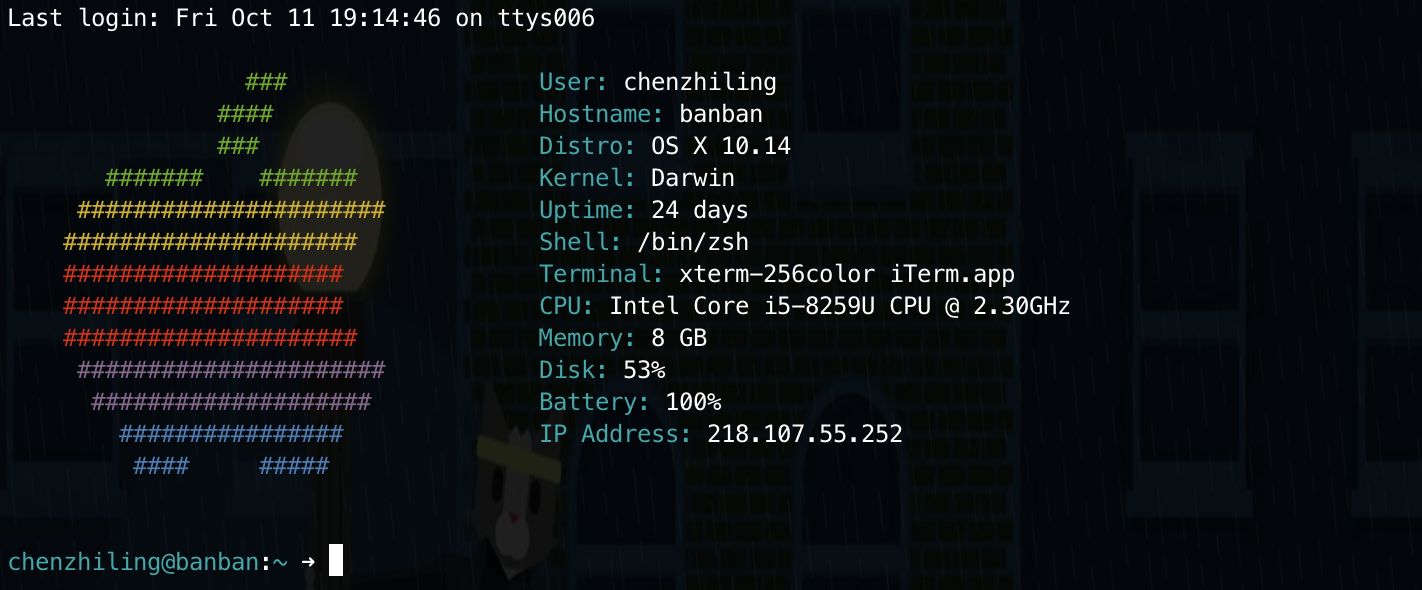 Last login: Fri Oct 11 19:14:46 on ttys006
###
User: chenzhiling
####
Hostname: banban
###
Distro: OS X 10.14
####### #######
Kernel: Darwin
######################
Uptime: 24 days
#####################
Shell: /bin/zsh
####################
Terminal: xterm-256color iTerm.app
####################
CPU: Intel Core i5-8259U CPU @ 2.30GHz
#####################
Memory: 8 GB
######################
Disk: 53%
####################
Battery: 100%
################
IP Address: 218.107.55.252
#### #####
chenzhiling@banban:~ →